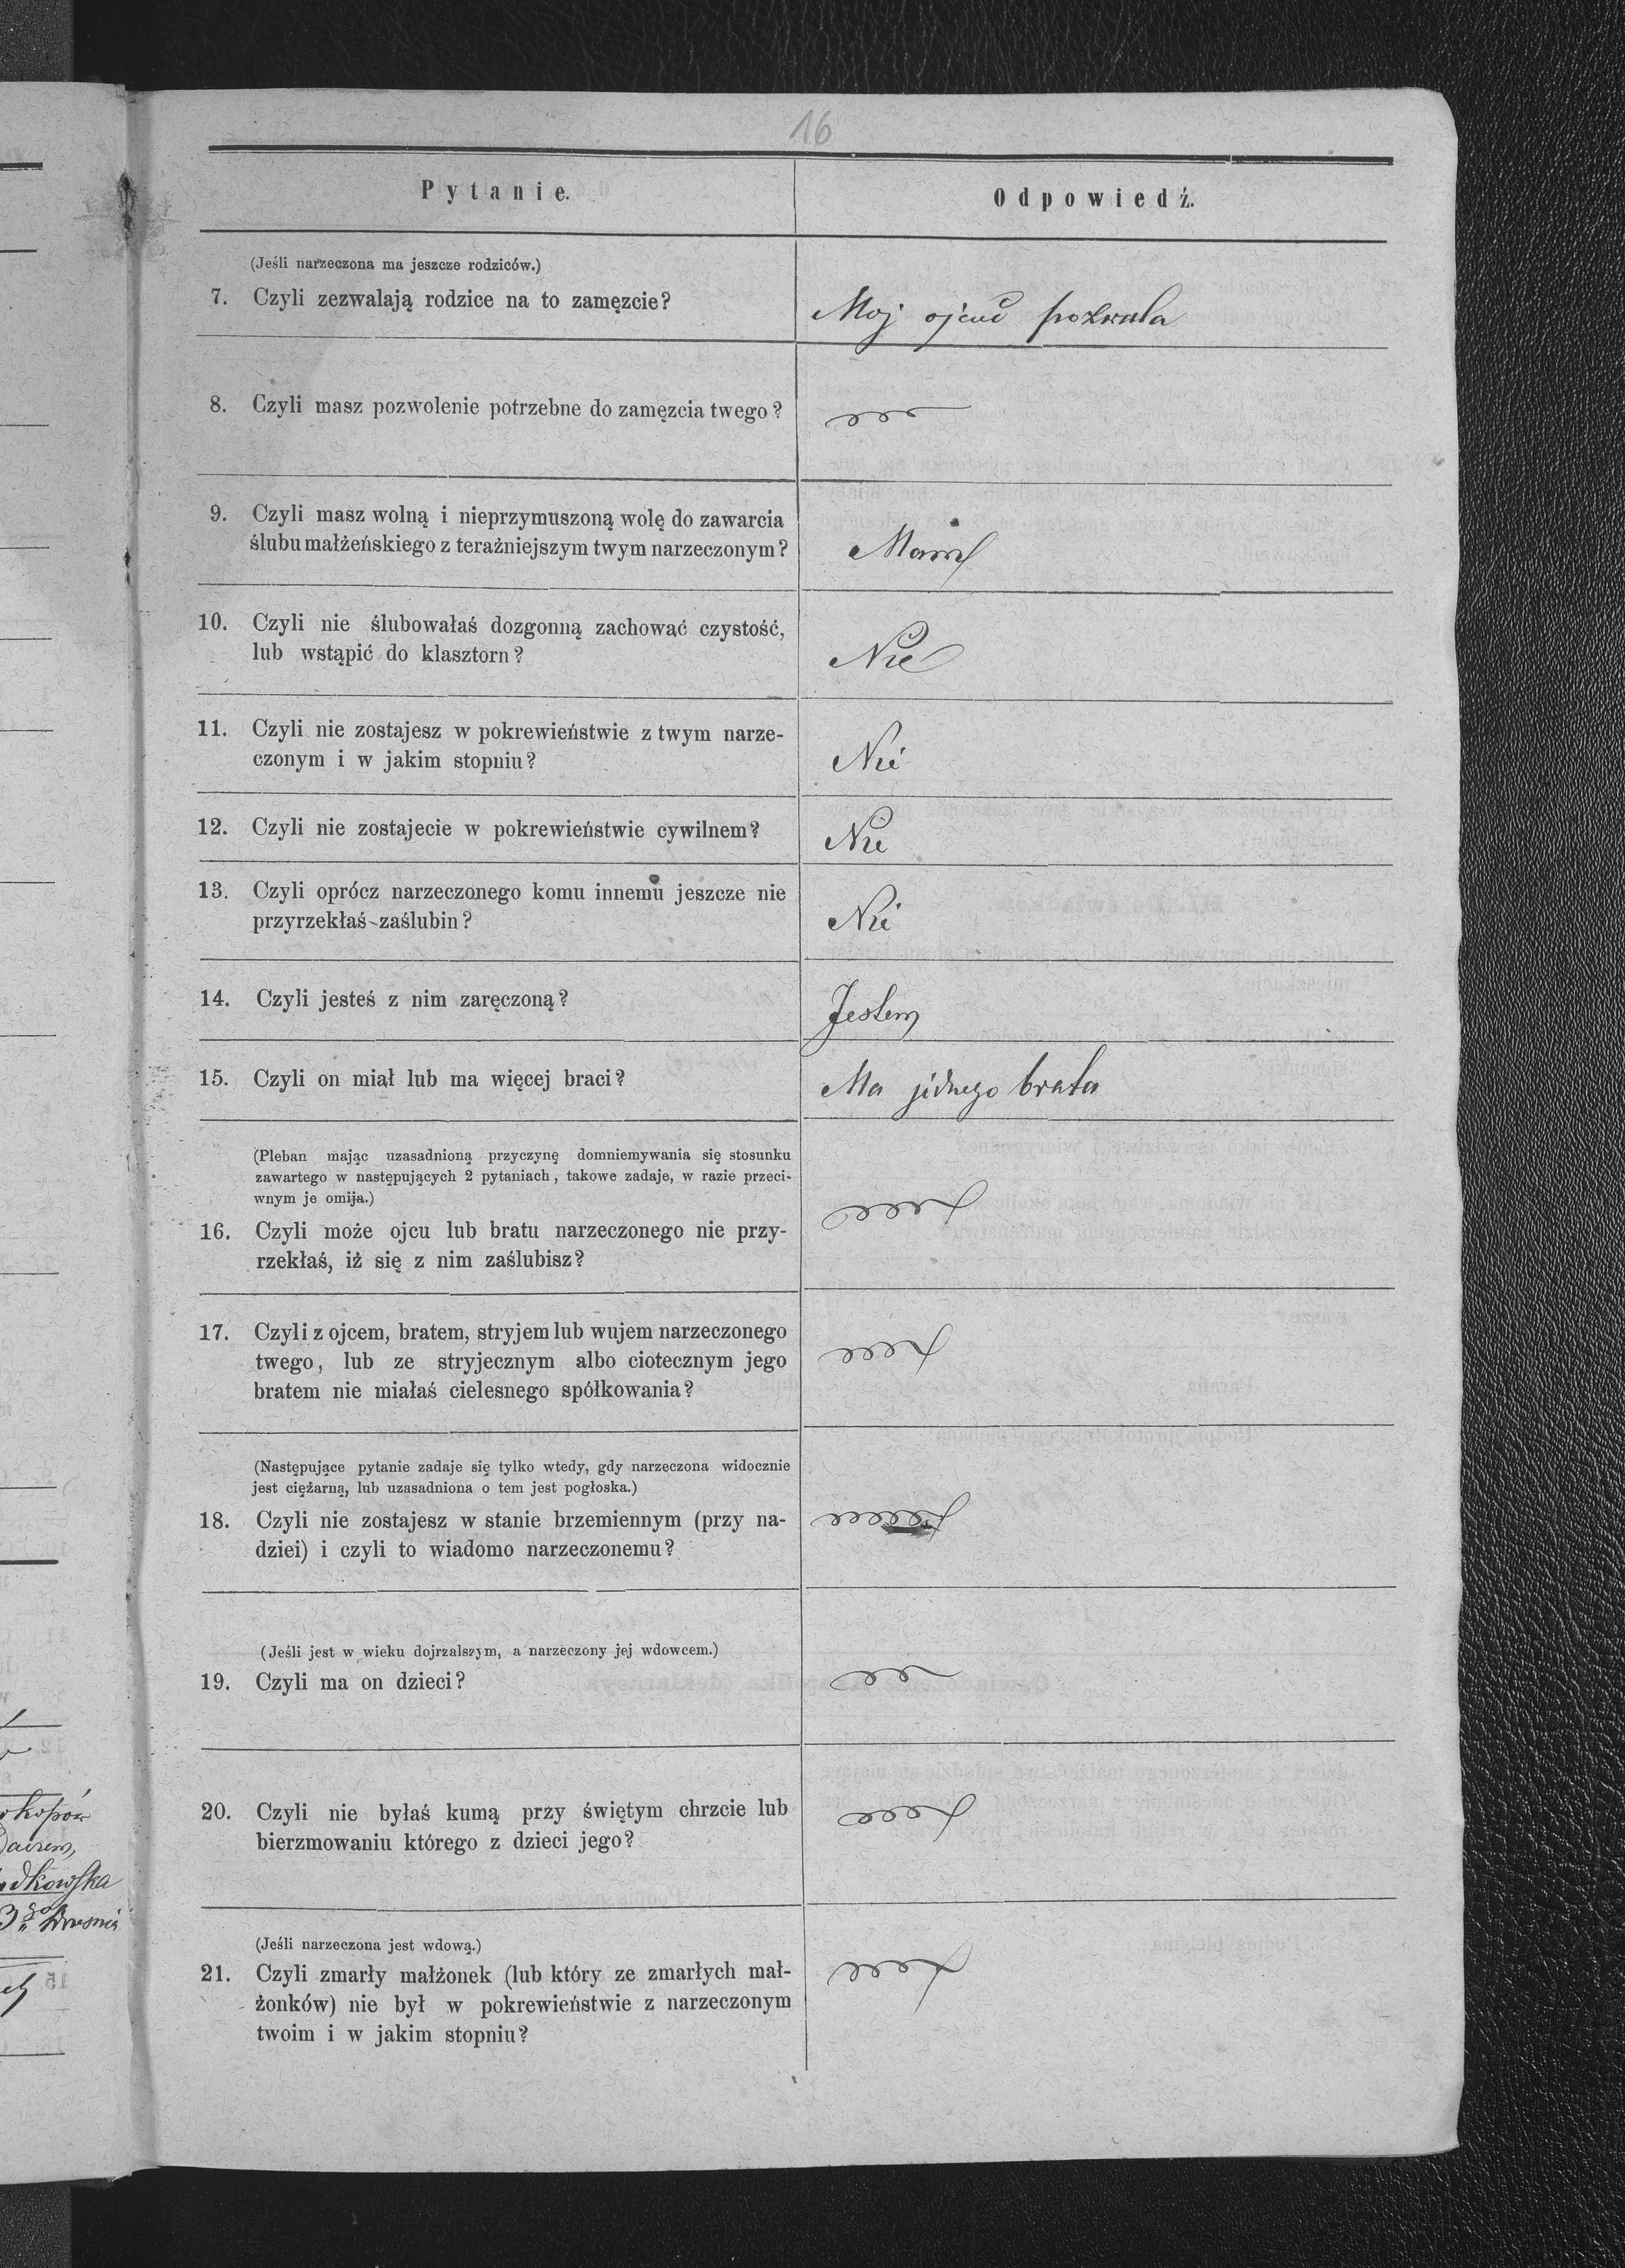 16
Pytanie.
Odpowiedź.
(Jeśli narzeczona ma jeszcze rodziców.)
7. Czyli zezwalają rodzice na to zamęzcie?
Moj ojciec pozwala
8. Czyli masz pozwolenie potrzebne do zamęzcia twego?
9. Czyli masz wolną i nieprzymuszoną wolę do zawarcia
ślubu małżeńskiego z teraźniejszym twym narzeczonym?
Mam
10. Czyli nie ślubowałaś dozgonną zachować czystość,
lub wstąpić do klasztorn?
Nie
11. Czyli nie zostajesz w pokrewieństwie z twym narze-
czonym i w jakim stopniu?
Nie
12. Czyli nie zostajecie w pokrewieństwie cywilnem?
Nie
13. Czyli oprócz narzeczonego komu innemu jeszcze nie
przyrzekłaś zaślubin?
Nie
14. Czyli jesteś z nim zaręczoną?
Jestem
15. Czyli on miał lub ma więcej braci?
Ma jednego brata
(Pleban mając uzasadnioną przyczynę domniemywania się stosunku
zawartego w następujących 2 pytaniach, takowe zadaje, w razie przeci-
wnym je omija.)
16. Czyli może ojcu lub bratu narzeczonego nie przy-
rzekłaś, iż się z nim zaślubisz?
17. Czyli z ojcem, bratem, stryjem lub wujem narzeczonego
twego, lub ze stryjecznym albo ciotecznym jego
bratem nie miałaś cielesnego spółkowania?
(Następujące pytanie zadaje się tylko wtedy, gdy narzeczona widocznie
jest ciężarną, lub uzasadniona o tem jest pogłoska.)
18. Czyli nie zostajesz w stanie brzemiennym (przy na-
dziei) i czyli to wiadomo narzeczonemu?
(Jeśli jest w wieku dojrzalszym, a narzeczony jej wdowcem.)
19. Czyli ma on dzieci?
20. Czyli nie byłaś kumą przy świętym chrzcie lub
bierzmowaniu którego z dzieci jego?
(Jeśli narzeczona jest wdową.)
21. Czyli zmarły małżonek (lub który ze zmarłych mał-
żonków) nie był w pokrewieństwie z narzeczonym
twoim i w jakim stopniu?